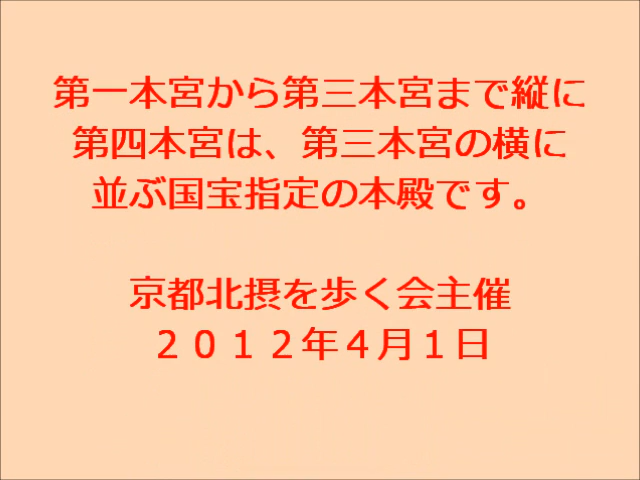 第一本宮から第三本宮まで縦に
第四本宮は、第三本宮の横に
並ぶ国宝指定の本殿です。
京都北摂を歩く会主催
２０１２年４月１日